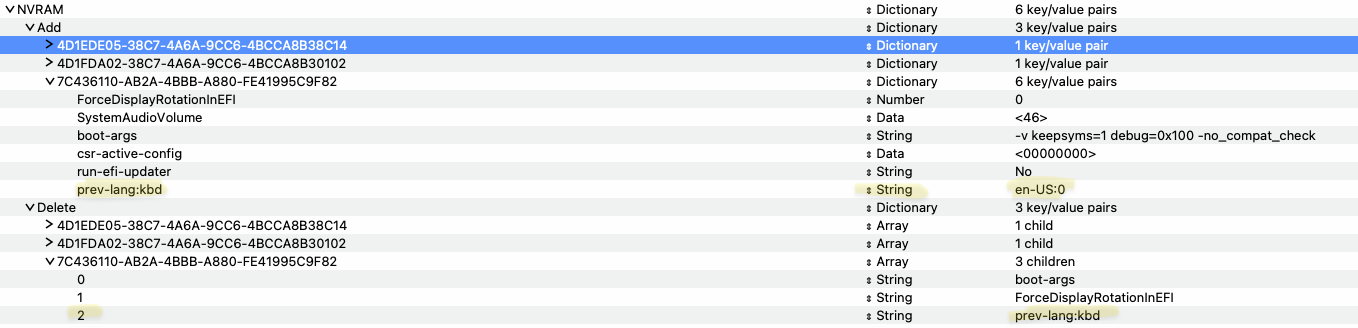 NVRAM Dictionary 6 key/value pairs
Add Dictionary 3 key/value pairs
4D1EDE05-38C7-4A6A-9CC6-4BCCA8B38C14 Dictionary 1 key/value pair
4D1FDA02-38C7-4A6A-9CC6-4BCCA8B30102 Dictionary 1 key/value pair
7C436110-AB2A-4BBB-A880-FE41995C9F82 Dictionary 6 key/value pairs
ForceDisplayRotationInEFI Number 0
SystemAudioVolume Data <46>
boot-args String -v keepsyms=1 debug=0x100 -no_compat_check
csr-active-config Data <00000000>
run-efi-updater String No
prev-lang:kbd String en-US:0
Delete Dictionary 3 key/value pairs
4D1EDE05-38C7-4A6A-9CC6-4BCCA8B38C14 Array 1 child
4D1FDA02-38C7-4A6A-9CC6-4BCCA8B30102 Array 1 child
7C436110-AB2A-4BBB-A880-FE41995C9F82 Array 3 children
0 String boot-args
1 String ForceDisplayRotationInEFI
2 String prev-lang:kbd